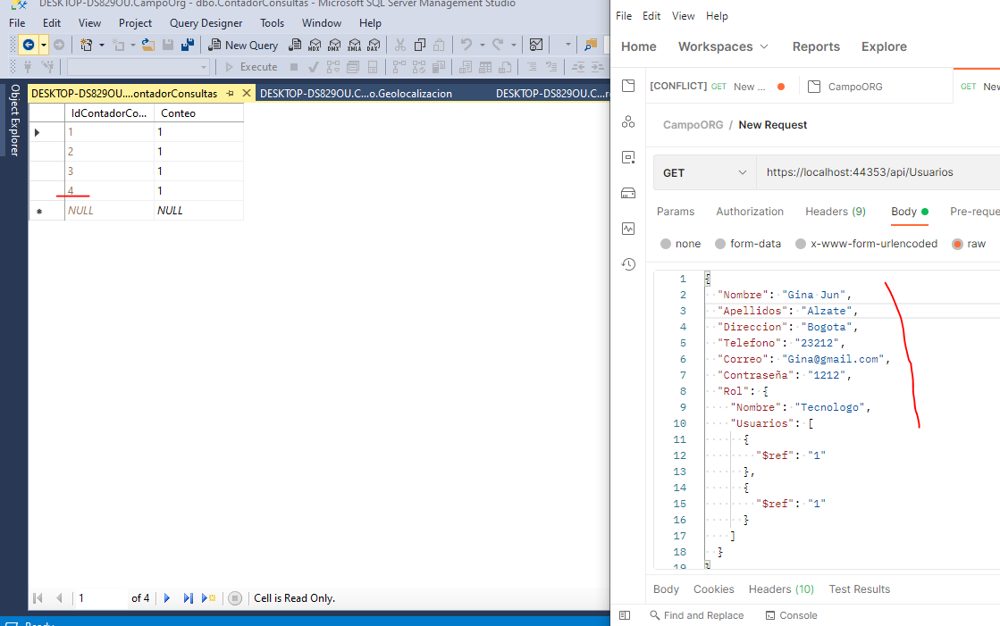 DESKTOP-DS829OU.CampoOrg - dbo.ContadorConsultas - Microsoft SQL Server Management Studio
File Edit View Project Query Designer Tools Window Help
New Query MDX DMX XMLA DAX
Execute
Object Explorer
DESKTOP-DS829OU....ontadorConsultas DESKTOP-DS829OU.C...o.Geolocalizacion DESKTOP-DS829OU.C...
IdContadorCo... Conteo
1 1
2 1
3 1
4 1
NULL NULL
1 of 4 Cell is Read Only.
Ready
File Edit View Help
Home Workspaces Reports Explore
[CONFLICT] GET New ... CampoORG GET New
CampoORG / New Request
GET https://localhost:44353/api/Usuarios
Params Authorization Headers (9) Body Pre-reque
none form-data x-www-form-urlencoded raw
1 {
2 "Nombre": "Gina Jun",
3 "Apellidos": "Alzate",
4 "Direccion": "Bogota",
5 "Telefono": "23212",
6 "Correo": "Gina@gmail.com",
7 "Contraseña": "1212",
8 "Rol": {
9 "Nombre": "Tecnologo",
10 "Usuarios": [
11 {
12 "$ref": "1"
13 },
14 {
15 "$ref": "1"
16 }
17 ]
18 }
19 }
Body Cookies Headers (10) Test Results
Find and Replace Console